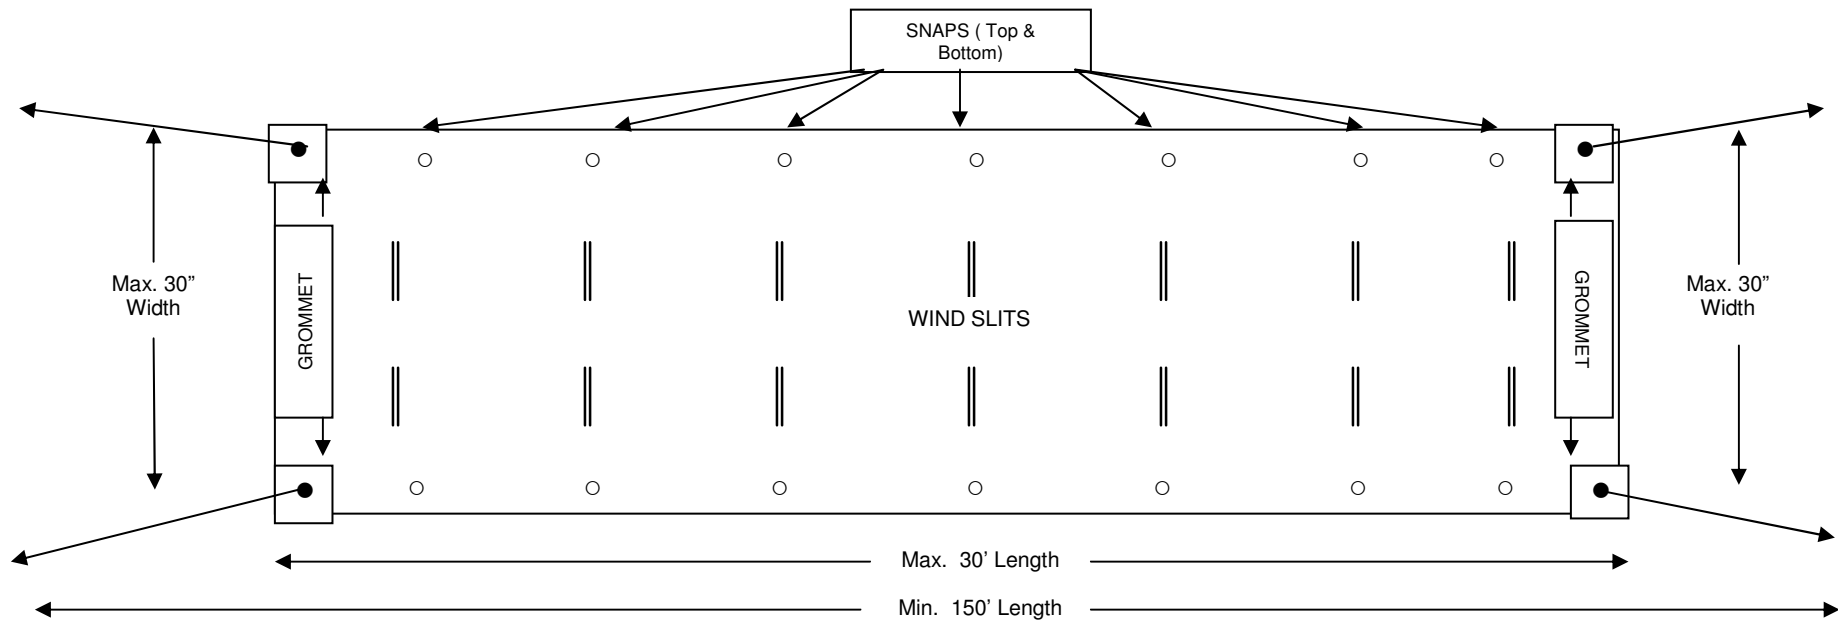 SNAPS ( Top &
Bottom)
Max. 30”
Width
GROMMET
WIND SLITS
GROMMET
Max. 30”
Width
Max. 30’ Length
Min. 150’ Length